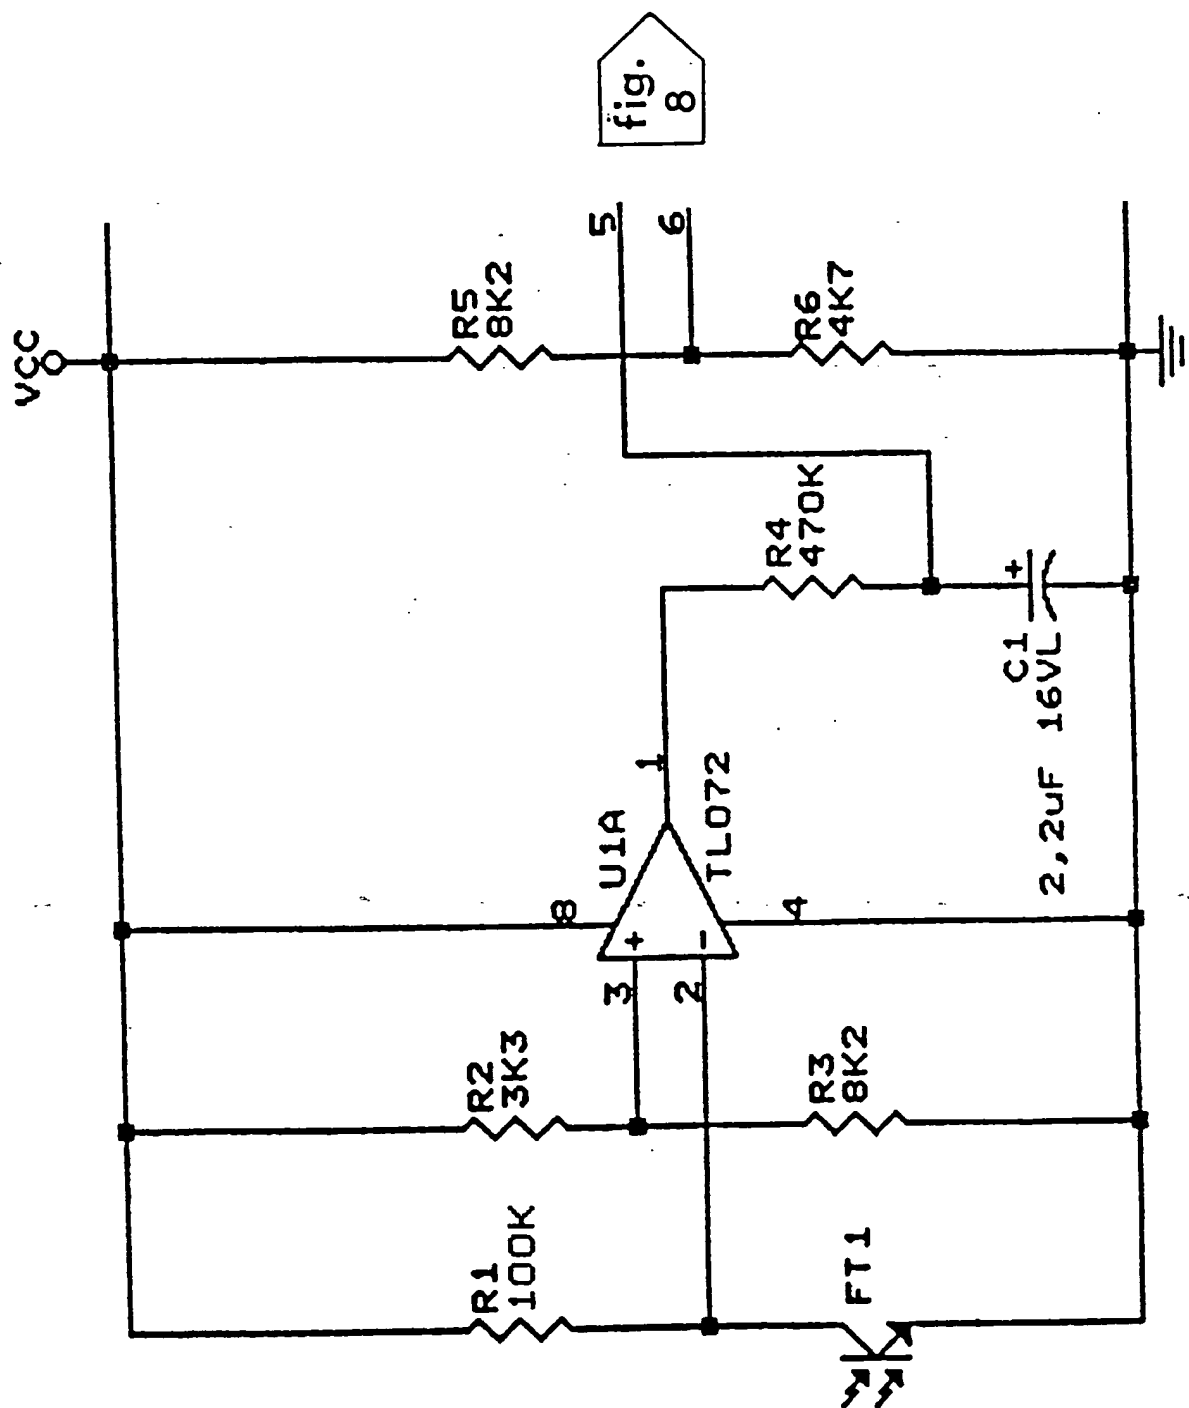 VCC
R1
100K
R2
3K3
R5
8K2
8
U1A
3
+
2
-
1
TL072
4
5
6
fig.
8
FT1
R3
8K2
R4
470K
R6
4K7
C1
+
2,2uF 16VL